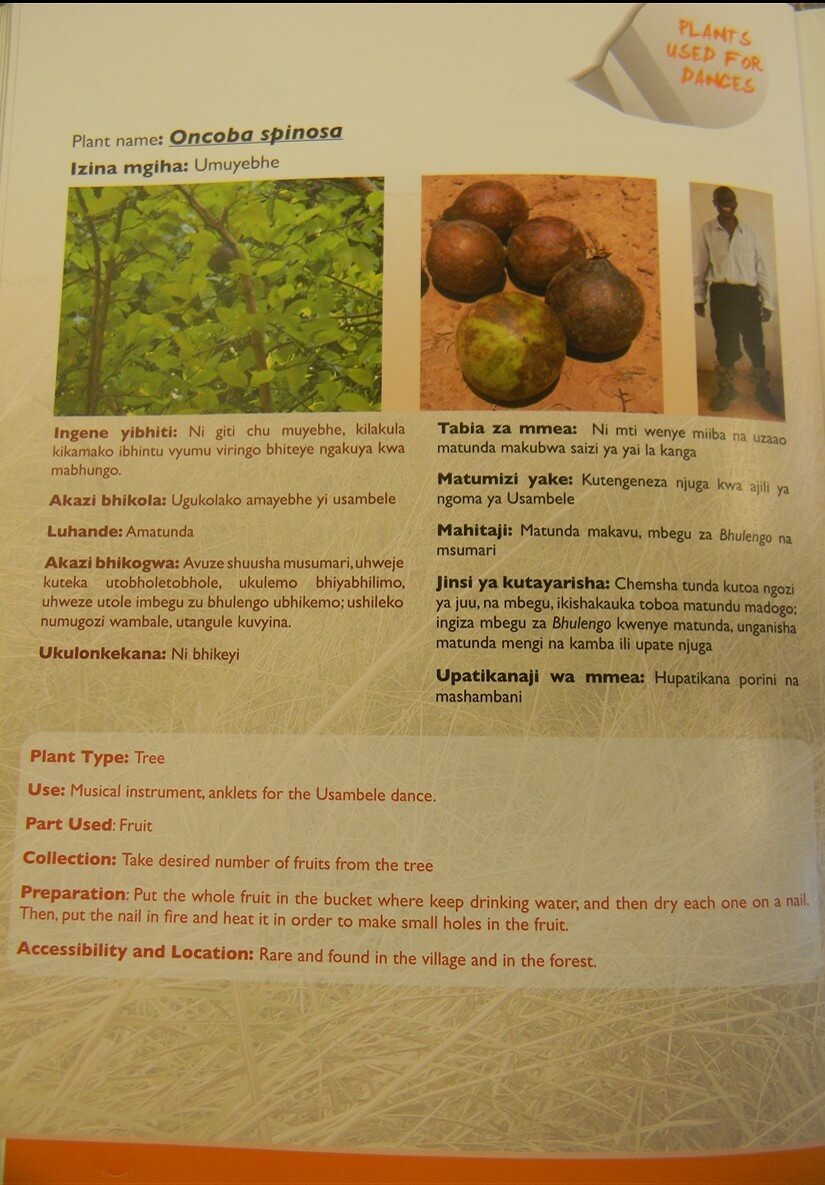 PLANTS
USED FOR
DANCES
Plant name: Oncoba spinosa
Izina mgiha: Umuyebhe
Ingene yibhiti: Ni giti chu muyebhe, kilakula
kikamako ibhintu vyumu viringo bhiteye ngakuya kwa
mabhungo.
Akazi bhikola: Ugukolako amayebhe yi usambele
Luhande: Amatunda
Akazi bhikogwa: Avuze shuusha musumari, uhweje
kuteka utobholetobhole, ukulemo bhiyabhilimo,
uhweze utole imbegu zu bhulengo ubhikemo; ushileko
numugozi wambale, utangule kuvyina.
Ukulonkekana: Ni bhikeyi
Tabia za mmea: Ni mti wenye miiba na uzaao
matunda makubwa saizi ya yai la kanga
Matumizi yake: Kutengeneza njuga kwa ajili ya
ngoma ya Usambele
Mahitaji: Matunda makavu, mbegu za Bhulengo na
msumari
Jinsi ya kutayarisha: Chemsha tunda kutoa ngozi
ya juu, na mbegu, ikishakauka toboa matundu madogo;
ingiza mbegu za Bhulengo kwenye matunda, unganisha
matunda mengi na kamba ili upate njuga
Upatikanaji wa mmea: Hupatikana porini na
mashambani
Plant Type: Tree
Use: Musical instrument, anklets for the Usambele dance.
Part Used: Fruit
Collection: Take desired number of fruits from the tree
Preparation: Put the whole fruit in the bucket where keep drinking water, and then dry each one on a nail.
Then, put the nail in fire and heat it in order to make small holes in the fruit.
Accessibility and Location: Rare and found in the village and in the forest.